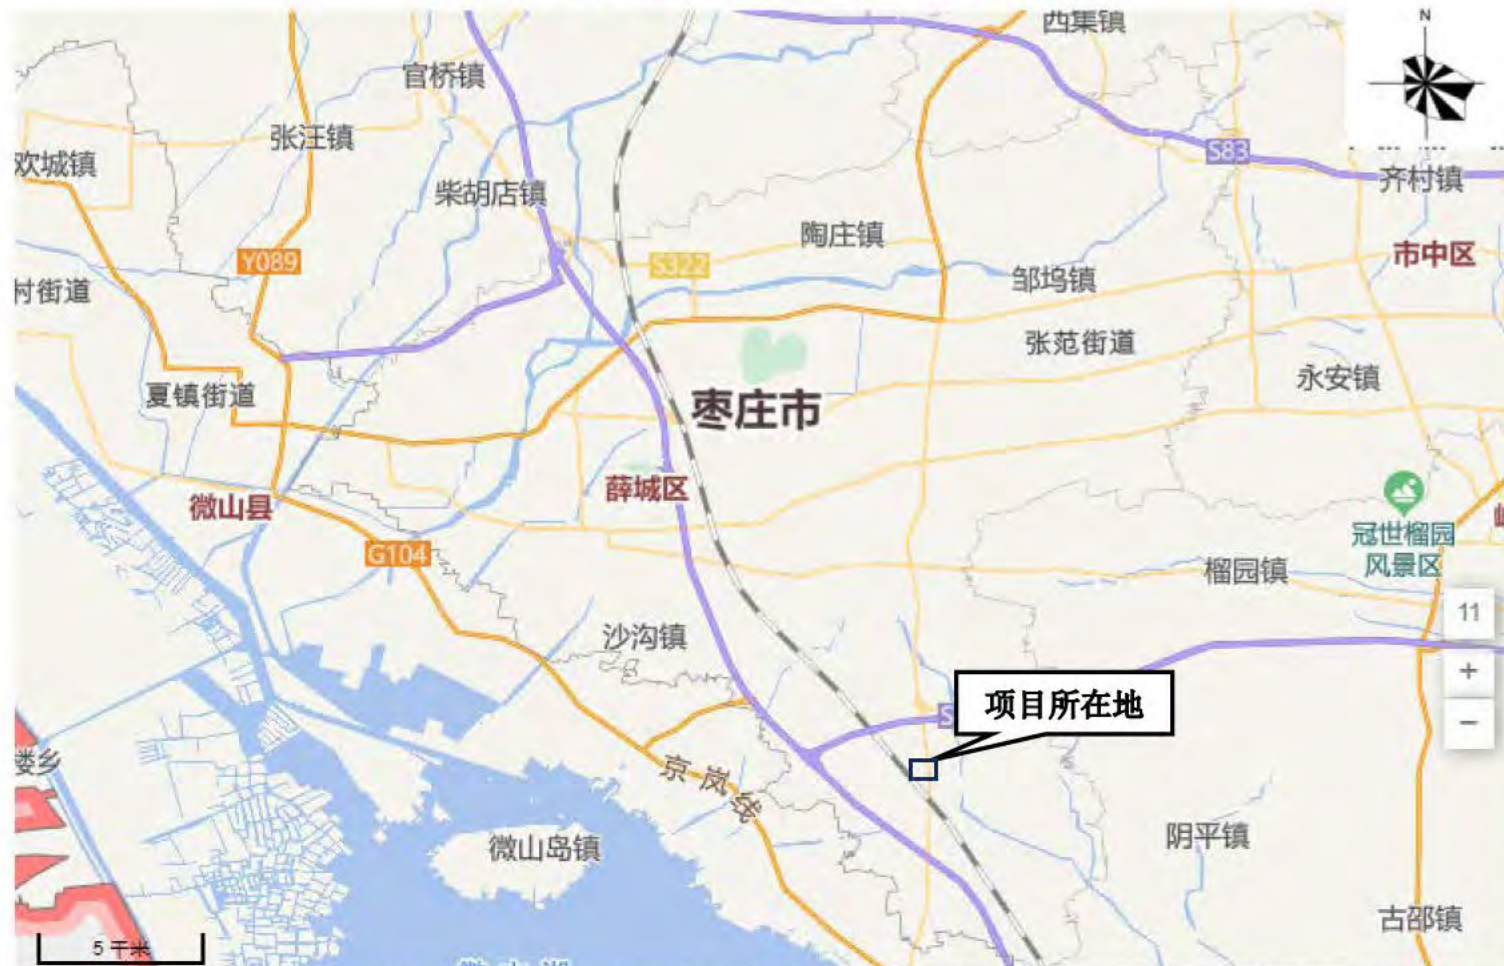 N
西集镇
官桥镇
张汪镇
S83
欢城镇
齐村镇
柴胡店镇
陶庄镇
市中区
Y089
S322
邹坞镇
村街道
张范街道
永安镇
夏镇街道
枣庄市
薛城区
微山县
冠世榴园
风景区
G104
榴园镇
11
沙沟镇
+
项目所在地
S
−
楼乡
京岚线
阴平镇
微山岛镇
古邵镇
5 千米